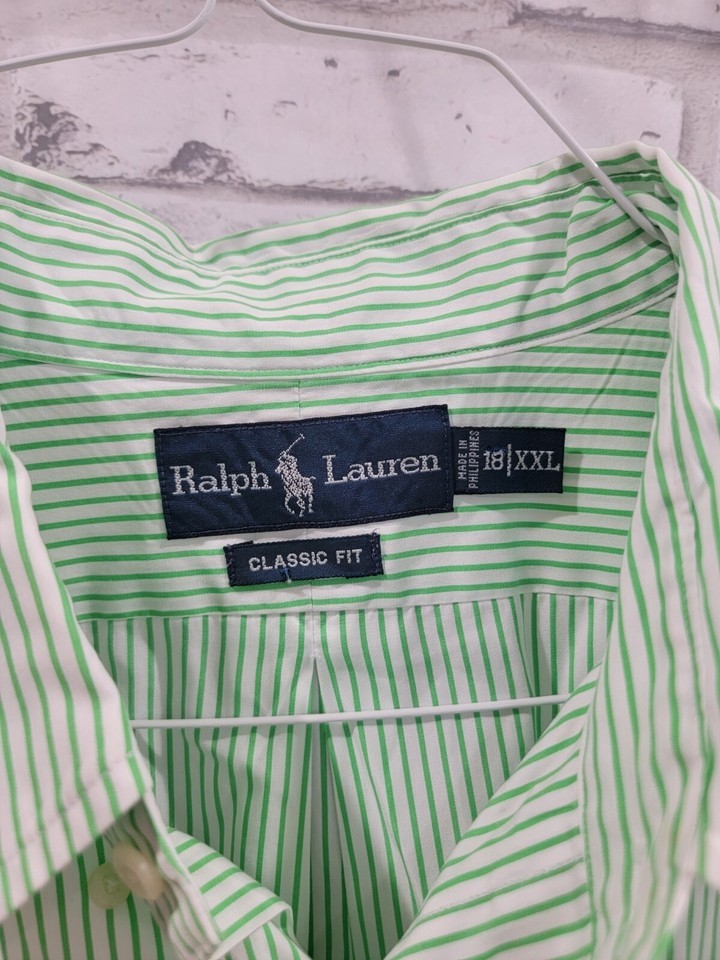 Ralph Lauren
MADE IN
PHILIPPINES
18|XXL
CLASSIC FIT